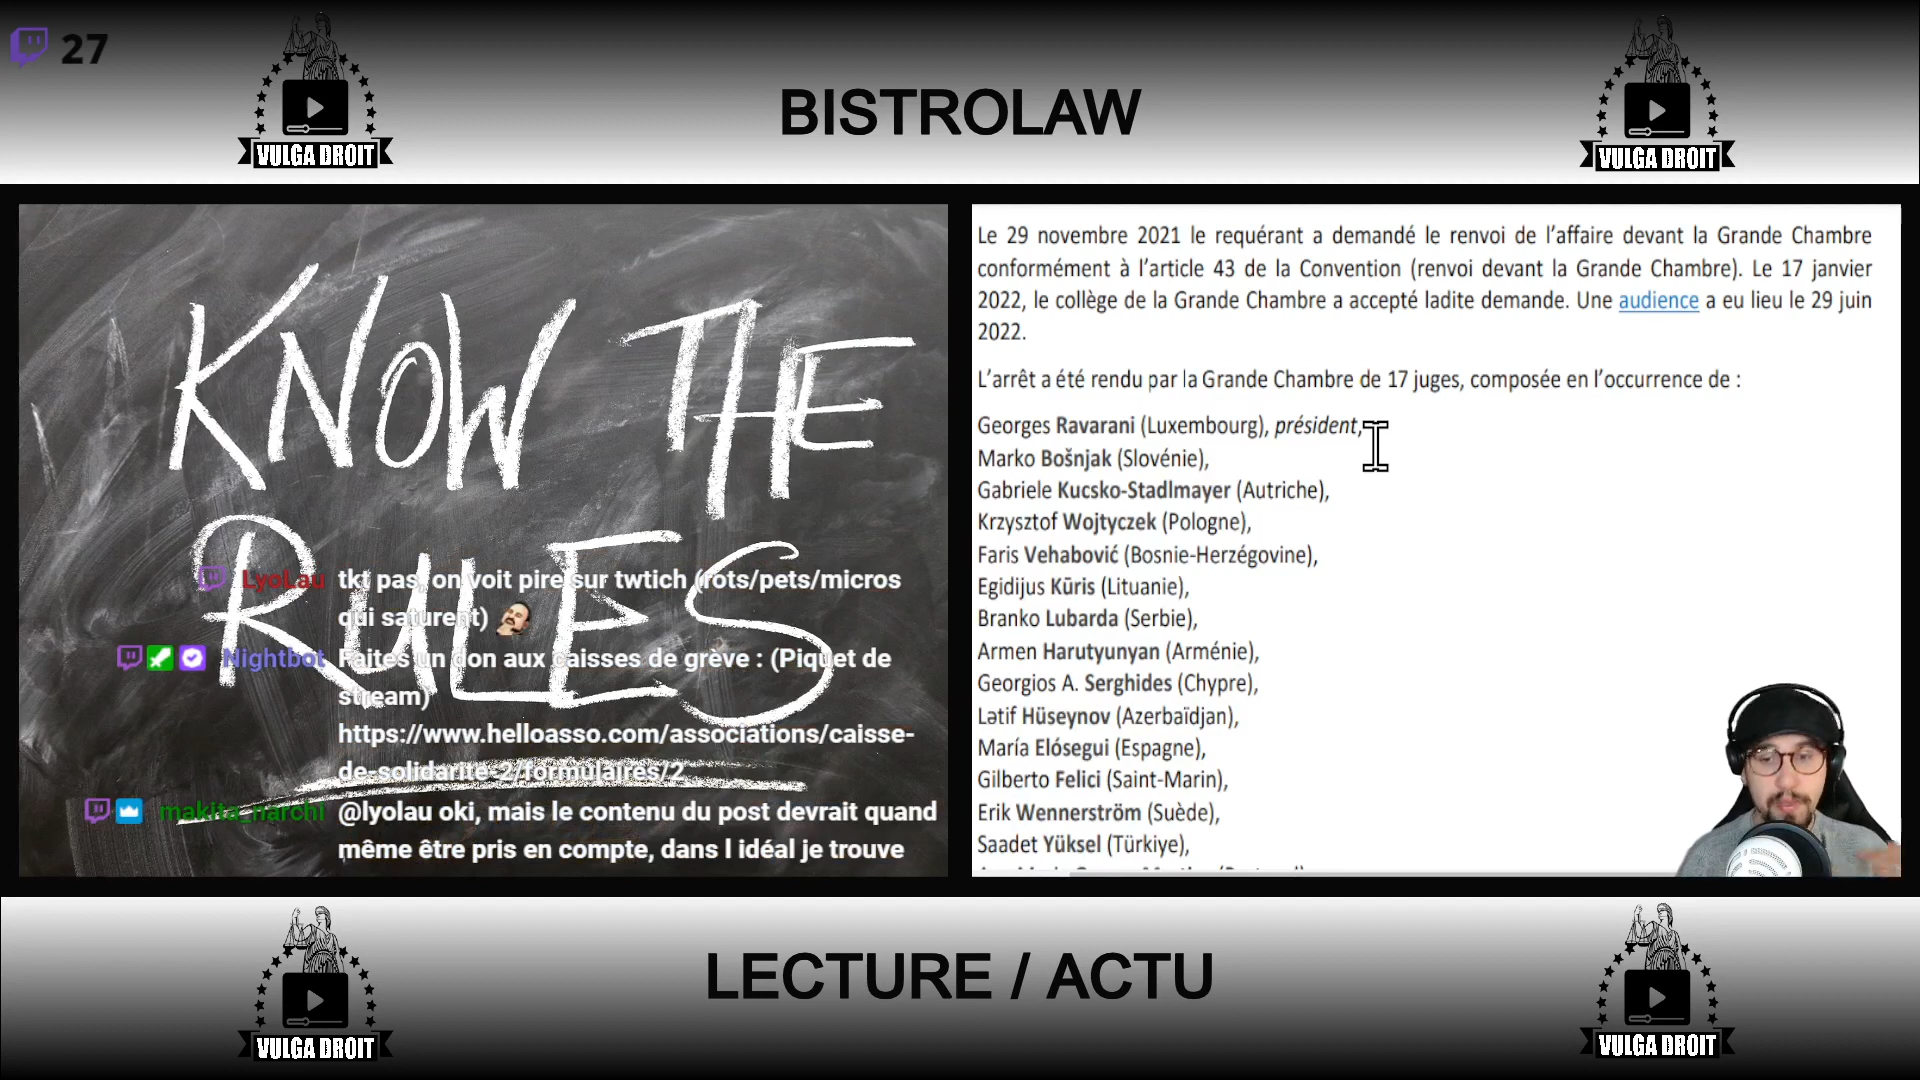 27
VULGA DROIT
BISTROLAW
VULGA DROIT
KNOW THE
RULES
LyoLau tkt pas, on voit pire sur twtich (rots/pets/micros
qui saturent)
Nightbot Faites un don aux caisses de grève : (Piquet de
stream)
https://www.helloasso.com/associations/caisse-
de-solidarite-2/formulaires/2
makita_narchi @lyolau oki, mais le contenu du post devrait quand
même être pris en compte, dans l idéal je trouve
Le 29 novembre 2021 le requérant a demandé le renvoi de l’affaire devant la Grande Chambre
conformément à l’article 43 de la Convention (renvoi devant la Grande Chambre). Le 17 janvier
2022, le collège de la Grande Chambre a accepté ladite demande. Une audience a eu lieu le 29 juin
2022.
L’arrêt a été rendu par la Grande Chambre de 17 juges, composée en l’occurrence de :
Georges Ravarani (Luxembourg), président,
Marko Bošnjak (Slovénie),
Gabriele Kucsko-Stadlmayer (Autriche),
Krzysztof Wojtyczek (Pologne),
Faris Vehabović (Bosnie-Herzégovine),
Egidijus Kūris (Lituanie),
Branko Lubarda (Serbie),
Armen Harutyunyan (Arménie),
Georgios A. Serghides (Chypre),
Lətif Hüseynov (Azerbaïdjan),
María Elósegui (Espagne),
Gilberto Felici (Saint-Marin),
Erik Wennerström (Suède),
Saadet Yüksel (Türkiye),
VULGA DROIT
LECTURE / ACTU
VULGA DROIT